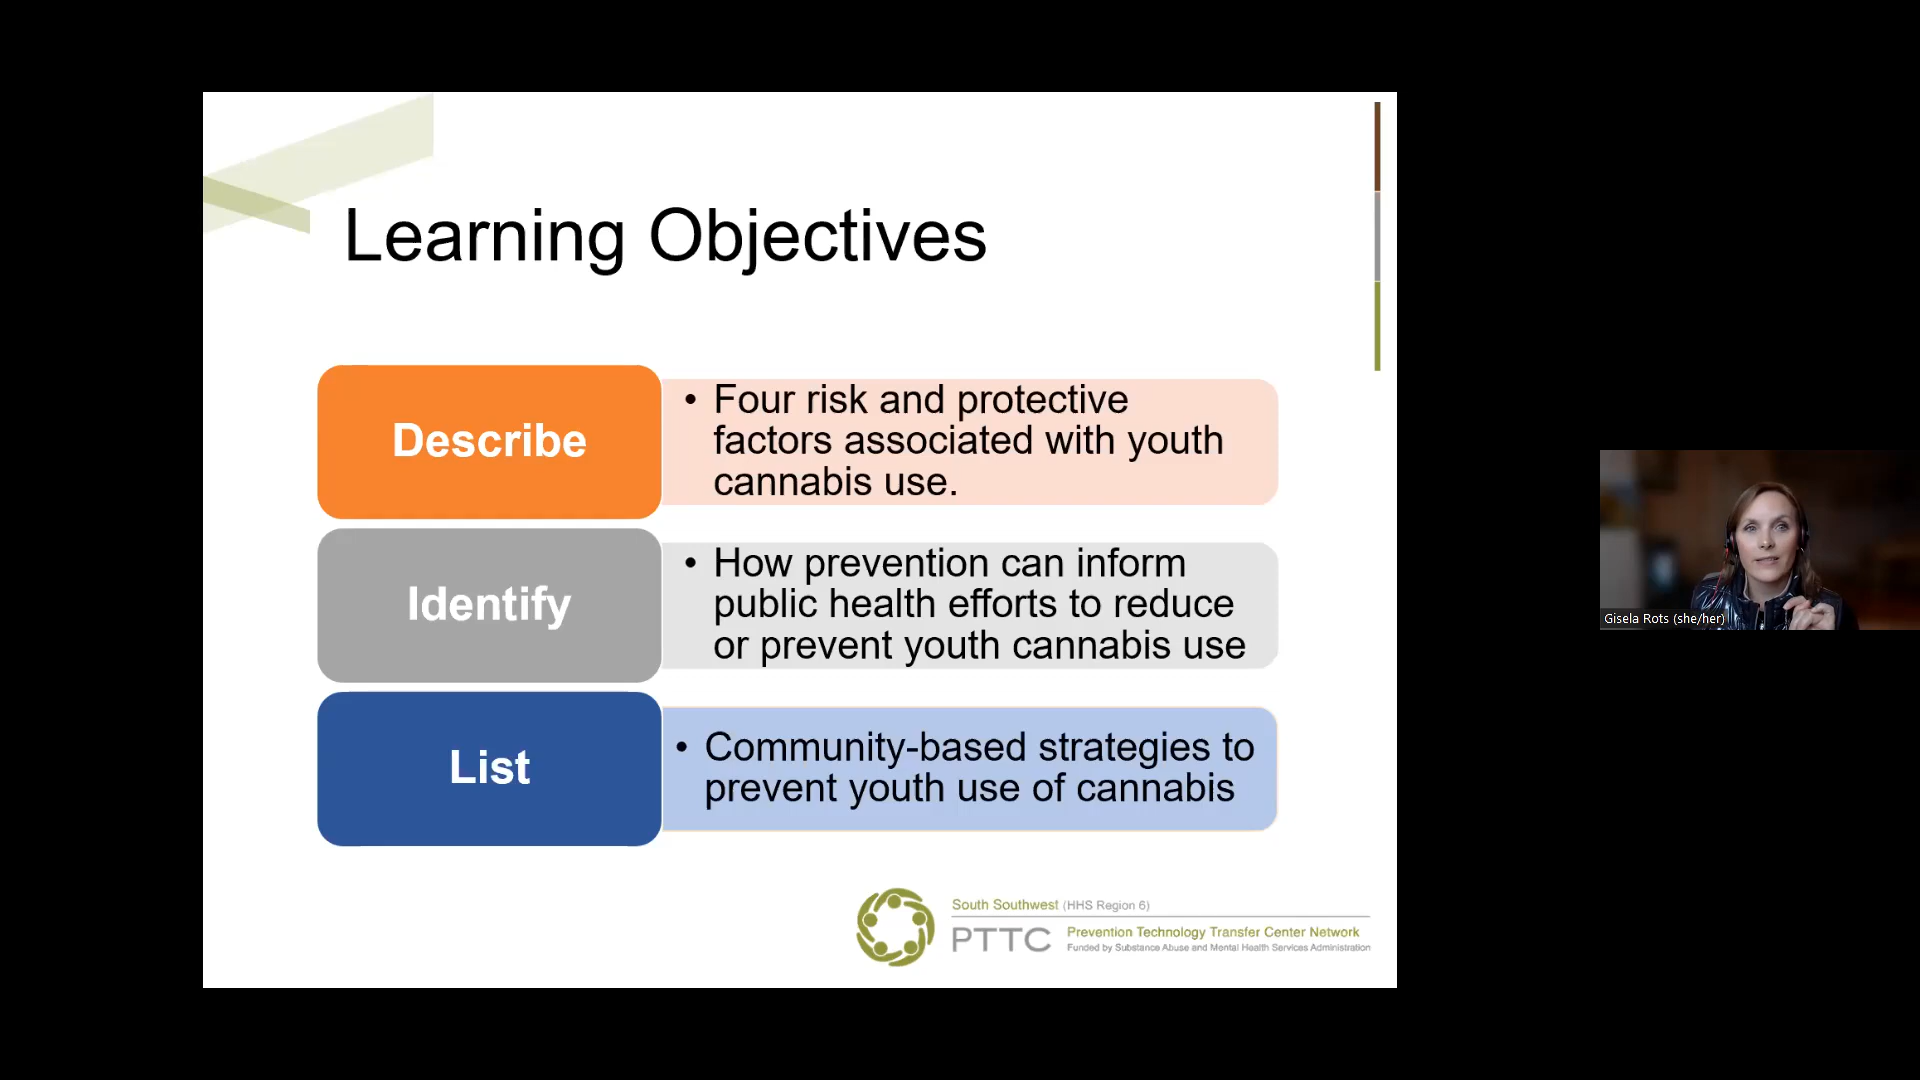 Learning Objectives
Describe
• Four risk and protective
factors associated with youth
cannabis use.
Identify
• How prevention can inform
public health efforts to reduce
or prevent youth cannabis use
List
• Community-based strategies to
prevent youth use of cannabis
South Southwest (HHS Region 6)
PTTC
Prevention Technology Transfer Center Network
Funded by Substance Abuse and Mental Health Services Administration
Gisela Rots (she/her)